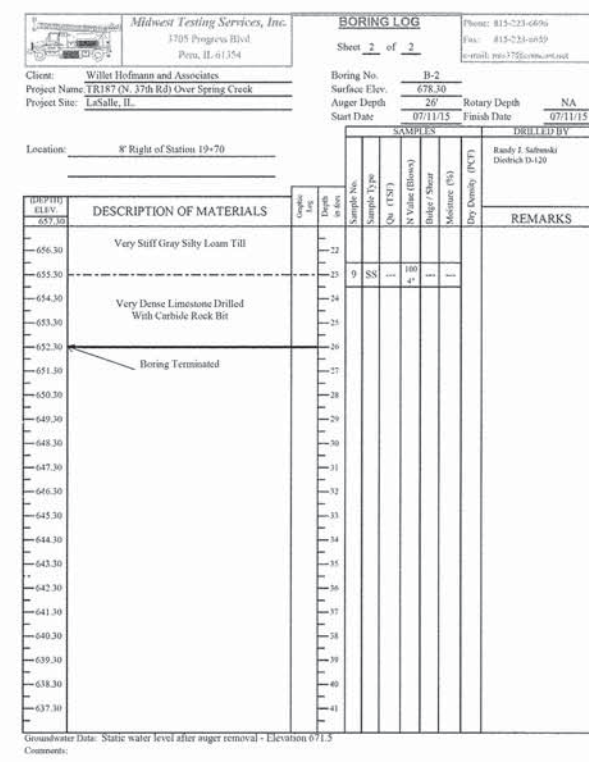 Midwest Testing Services, Inc.
3705 Progress Blvd
Peru, IL 61354
BORING LOG
Sheet 2 of 2
Phone: 815-223-6696
Fax: 815-223-6659
Client: Willet Hofmann and Associates
Project Name TR187 (N. 37th Rd) Over Spring Creek
Project Site: LaSalle, IL.
Boring No. B-2
Surface Elev. 678.30
Auger Depth 26' Rotary Depth NA
Start Date 07/11/15 Finish Date 07/11/15
SAMPLES
DRILLED BY
Location: 8' Right of Station 19+70
Randy J. Safranski
Diedrich D-120
(DEPTH)
ELEV.
657.30
DESCRIPTION OF MATERIALS
Graphic
Log
Depth
in feet
Sample No.
Sample Type
Qu (TSF)
N Value (Blows)
Bulge / Shear
Moisture (%)
Dry Density (PCF)
REMARKS
Very Stiff Gray Silty Loam Till
656.30 22
655.30 23 9 SS --- 100 --- ---
4"
654.30 24
Very Dense Limestone Drilled
With Carbide Rock Bit
653.30 25
652.30 26
Boring Terminated
651.30 27
650.30 28
649.30 29
648.30 30
647.30 31
646.30 32
645.30 33
644.30 34
643.30 35
642.30 36
641.30 37
640.30 38
639.30 39
638.30 40
637.30 41
Groundwater Data: Static water level after auger removal - Elevation 671.5
Comments: